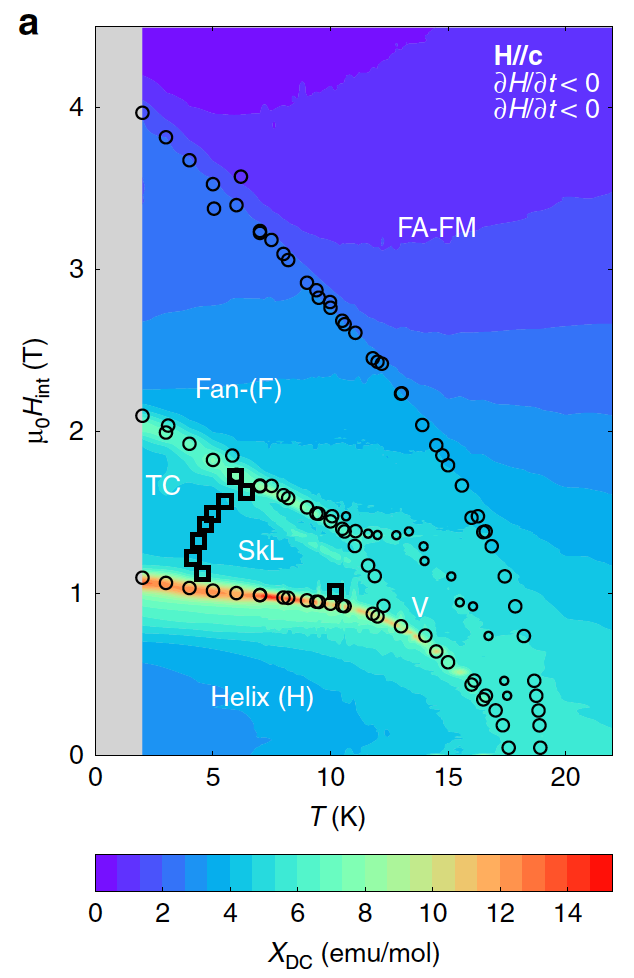 a
H//c
∂H/∂t < 0
∂H/∂t < 0
4
FA-FM
3
μ₀Hint (T)
Fan-(F)
2
TC
SkL
1
V
Helix (H)
0
0 5 10 15 20
T (K)
0 2 4 6 8 10 12 14
XDC (emu/mol)